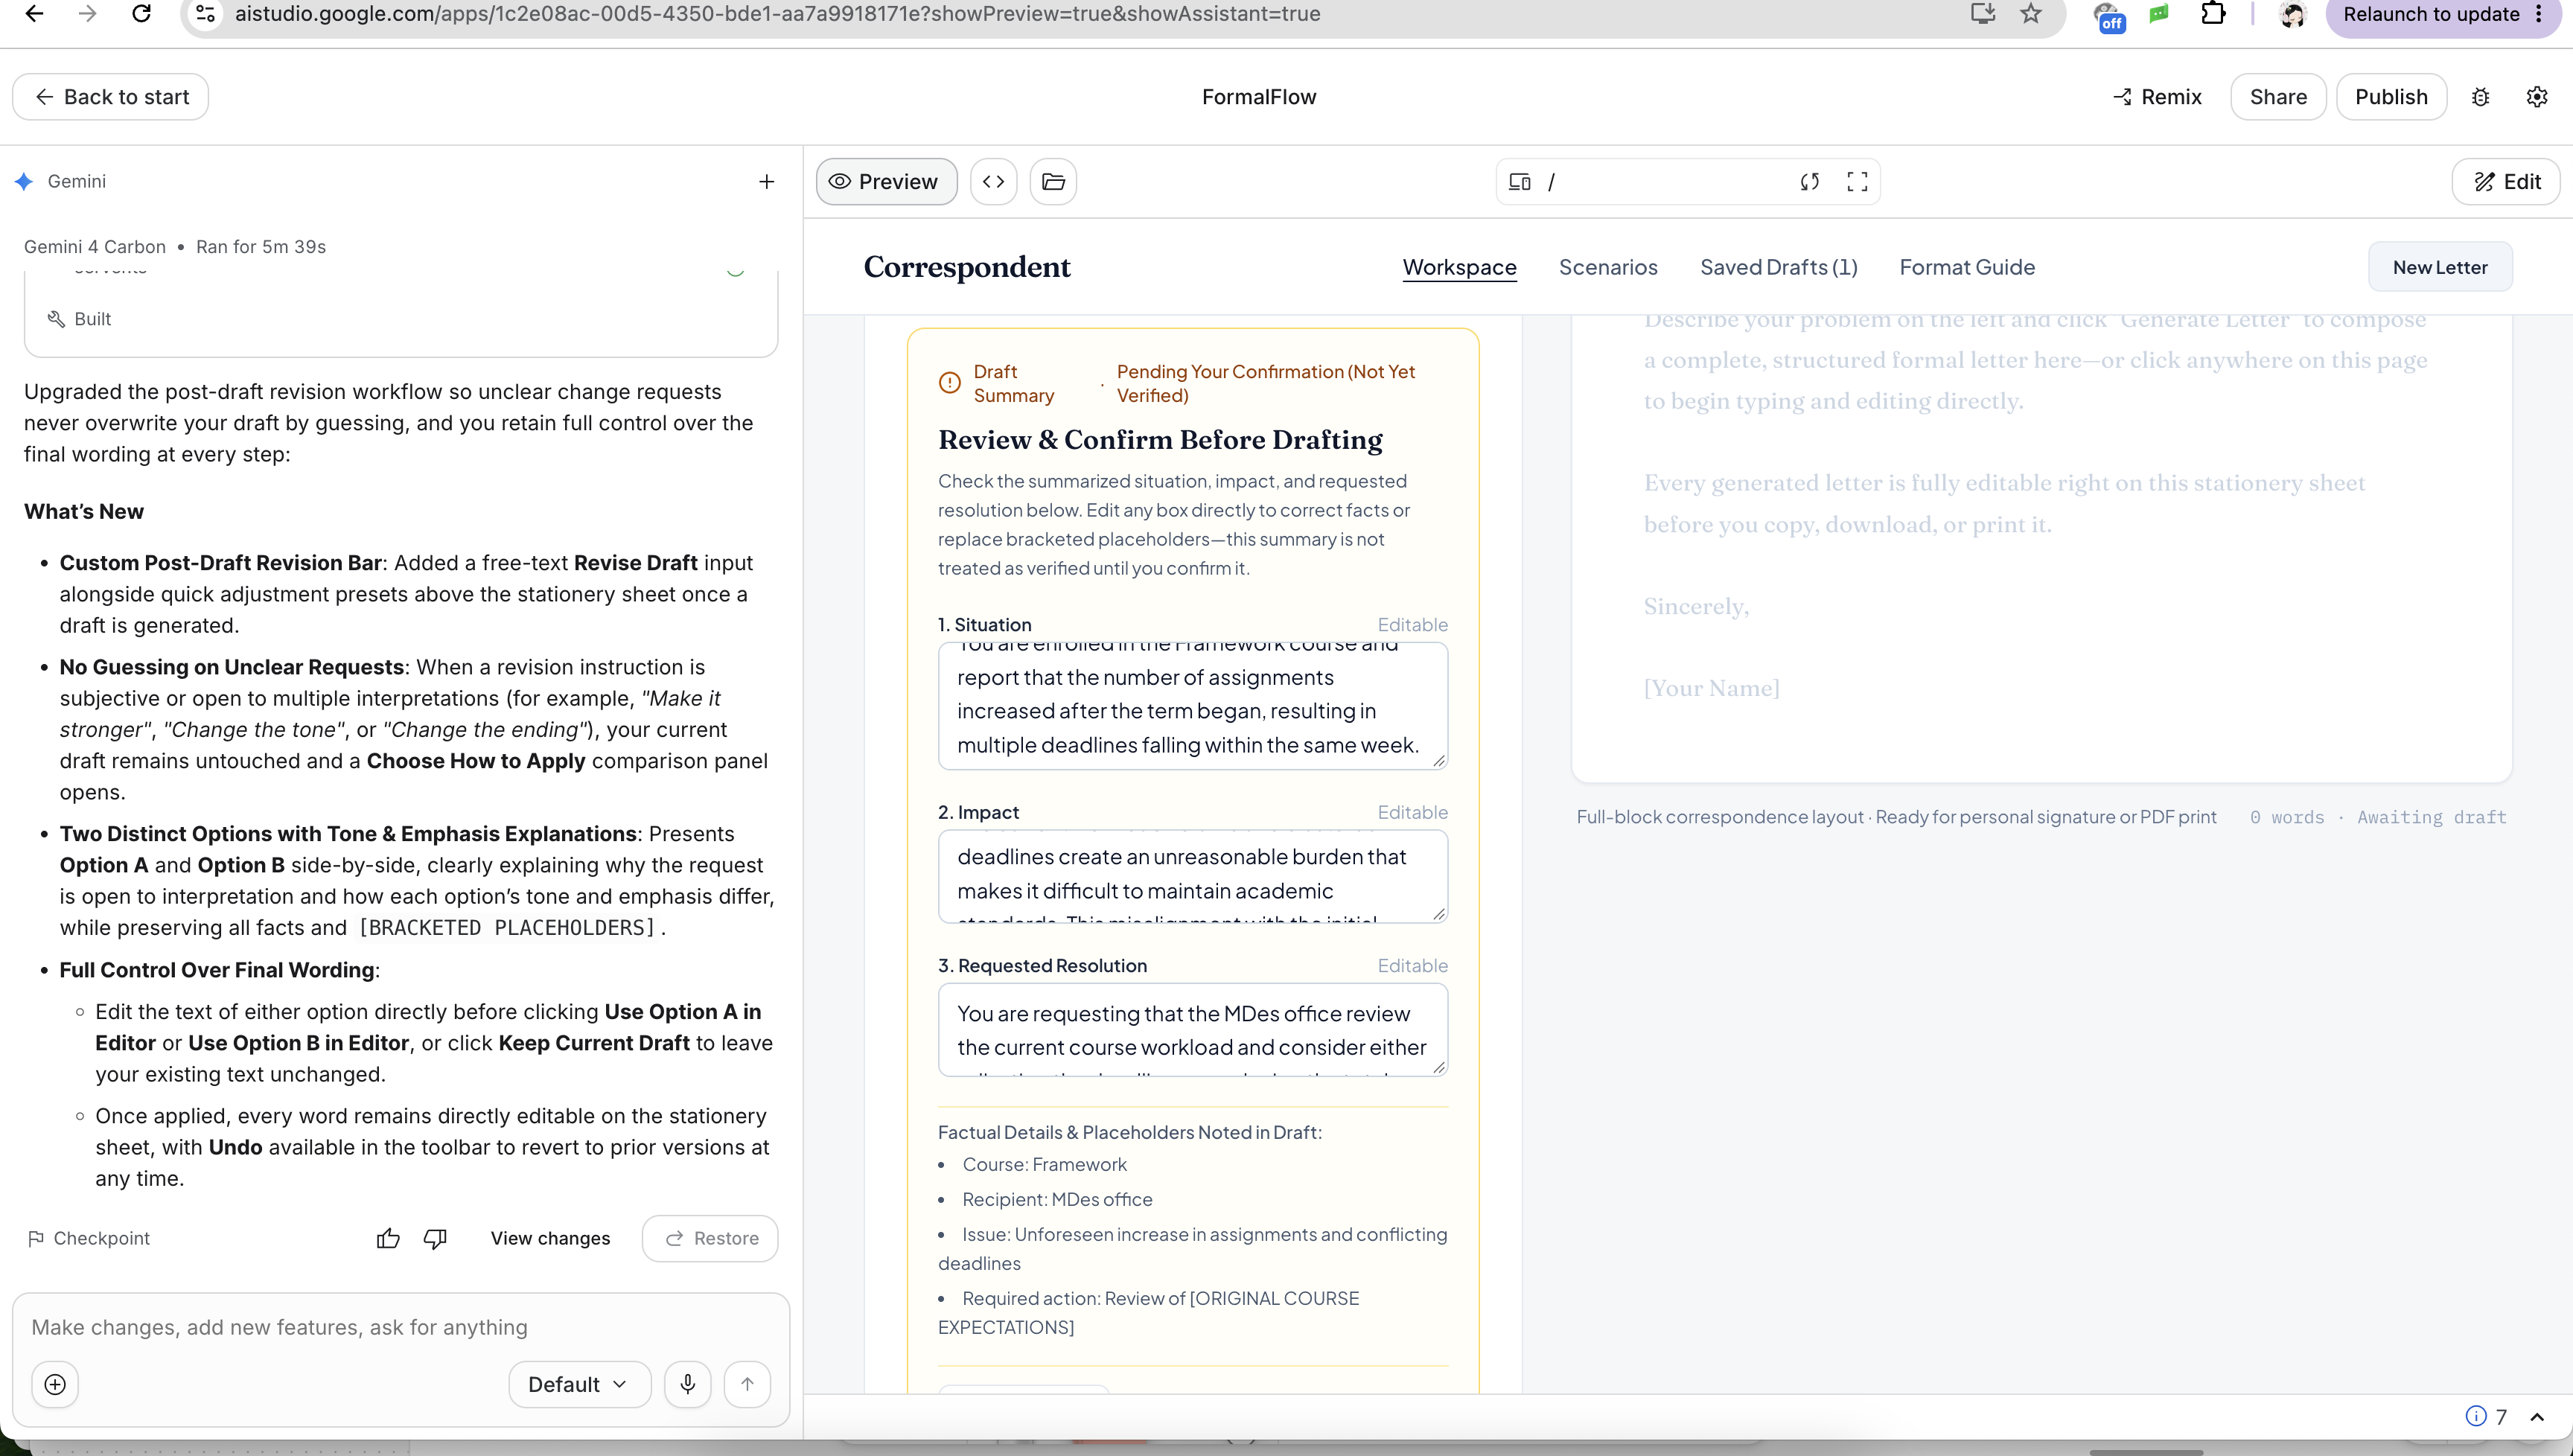 aistudio.google.com/apps/1c2e08ac-00d5-4350-bde1-aa7a9918171e?showPreview=true&showAssistant=true
off
Relaunch to update
Back to start
FormalFlow
Remix
Share
Publish
Gemini
Preview
/
Edit
Gemini 4 Carbon • Ran for 5m 39s
Built
Upgraded the post-draft revision workflow so unclear change requests
never overwrite your draft by guessing, and you retain full control over the
final wording at every step:
What's New
• Custom Post-Draft Revision Bar: Added a free-text Revise Draft input
alongside quick adjustment presets above the stationery sheet once a
draft is generated.
• No Guessing on Unclear Requests: When a revision instruction is
subjective or open to multiple interpretations (for example, "Make it
stronger", "Change the tone", or "Change the ending"), your current
draft remains untouched and a Choose How to Apply comparison panel
opens.
• Two Distinct Options with Tone & Emphasis Explanations: Presents
Option A and Option B side-by-side, clearly explaining why the request
is open to interpretation and how each option's tone and emphasis differ,
while preserving all facts and [BRACKETED PLACEHOLDERS].
• Full Control Over Final Wording:
◦ Edit the text of either option directly before clicking Use Option A in
Editor or Use Option B in Editor, or click Keep Current Draft to leave
your existing text unchanged.
◦ Once applied, every word remains directly editable on the stationery
sheet, with Undo available in the toolbar to revert to prior versions at
any time.
Checkpoint
View changes
Restore
Make changes, add new features, ask for anything
Default
Correspondent
Workspace
Scenarios
Saved Drafts (1)
Format Guide
New Letter
Draft
Summary
·
Pending Your Confirmation (Not Yet
Verified)
Review & Confirm Before Drafting
Check the summarized situation, impact, and requested
resolution below. Edit any box directly to correct facts or
replace bracketed placeholders—this summary is not
treated as verified until you confirm it.
1. Situation
Editable
You are enrolled in the Framework course and
report that the number of assignments
increased after the term began, resulting in
multiple deadlines falling within the same week.
2. Impact
Editable
deadlines create an unreasonable burden that
makes it difficult to maintain academic
standards. This misalignment with the initial
3. Requested Resolution
Editable
You are requesting that the MDes office review
the current course workload and consider either
Factual Details & Placeholders Noted in Draft:
• Course: Framework
• Recipient: MDes office
• Issue: Unforeseen increase in assignments and conflicting
deadlines
• Required action: Review of [ORIGINAL COURSE
EXPECTATIONS]
Describe your problem on the left and click "Generate Letter" to compose
a complete, structured formal letter here—or click anywhere on this page
to begin typing and editing directly.
Every generated letter is fully editable right on this stationery sheet
before you copy, download, or print it.
Sincerely,
[Your Name]
Full-block correspondence layout · Ready for personal signature or PDF print
0 words · Awaiting draft
7